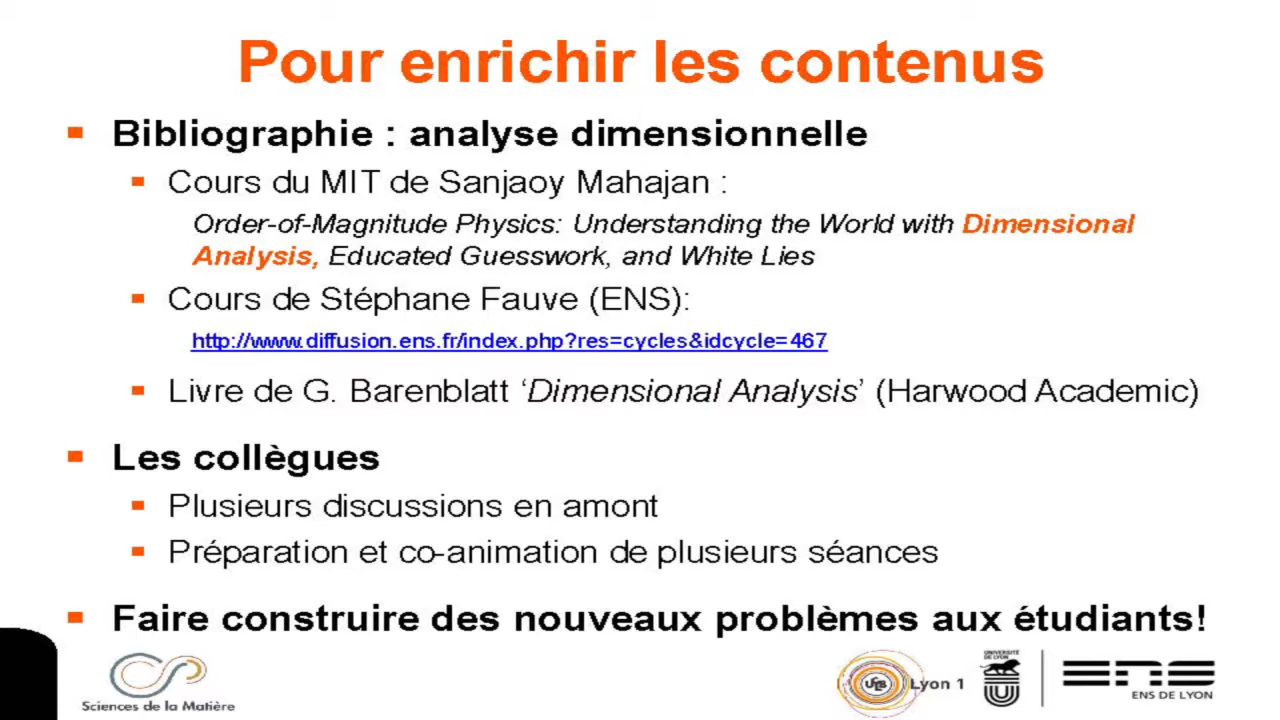 Pour enrichir les contenus
Bibliographie : analyse dimensionnelle
Cours du MIT de Sanjaoy Mahajan :
Order-of-Magnitude Physics: Understanding the World with Dimensional
Analysis, Educated Guesswork, and White Lies
Cours de Stéphane Fauve (ENS):
http://www.diffusion.ens.fr/index.php?res=cycles&idcycle=467
Livre de G. Barenblatt ‘Dimensional Analysis’ (Harwood Academic)
Les collègues
Plusieurs discussions en amont
Préparation et co-animation de plusieurs séances
Faire construire des nouveaux problèmes aux étudiants!
Sciences de la Matière
Lyon 1
UNIVERSITÉ
DE LYON
ENS
ENS DE LYON